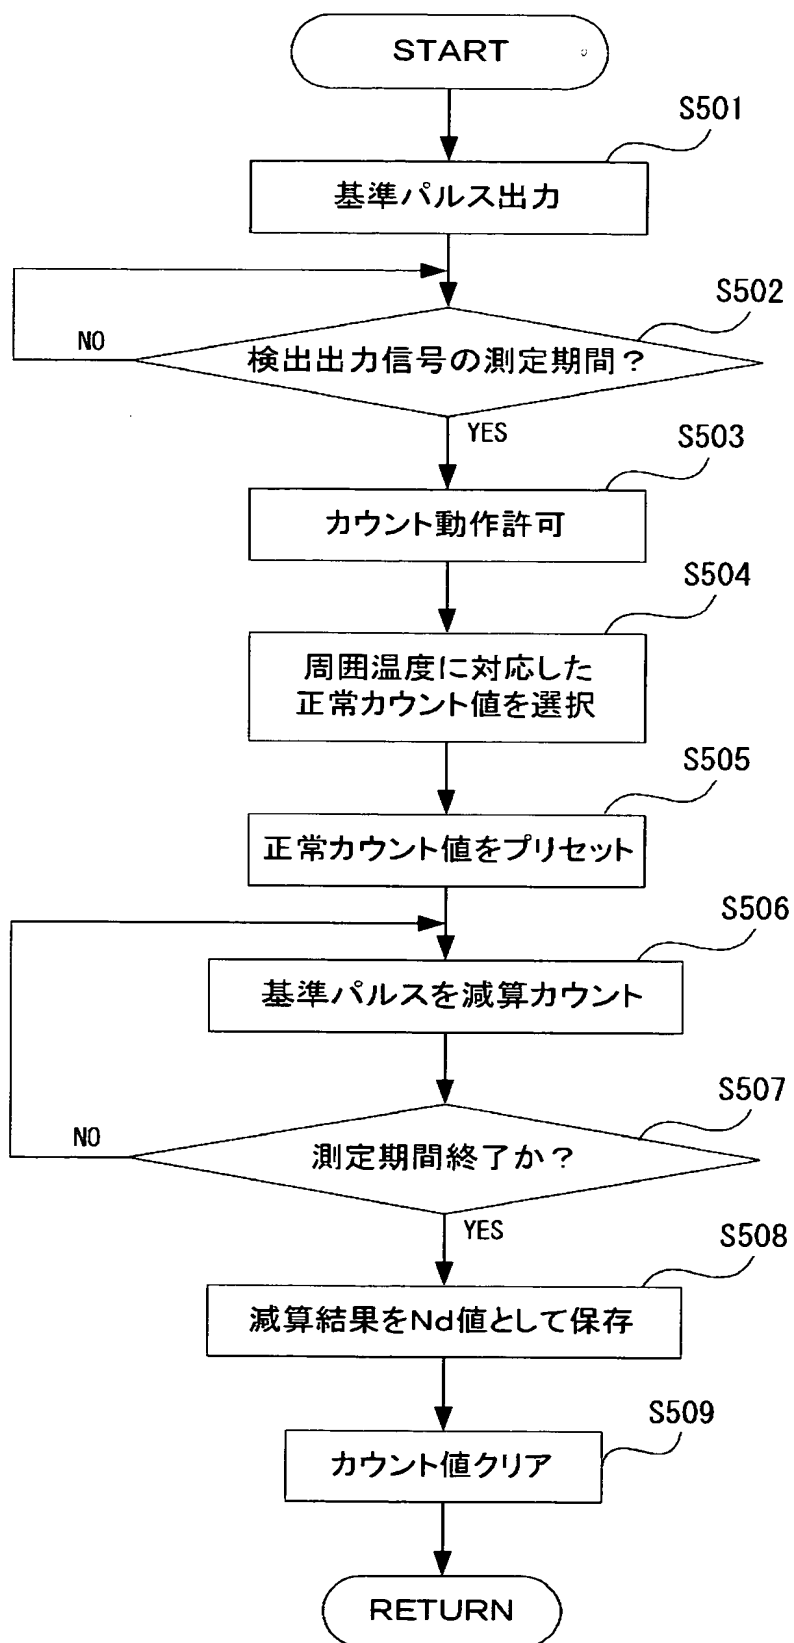 START
S501
基準パルス出力
S502
NO
検出出力信号の測定期間？
YES
S503
カウント動作許可
S504
周囲温度に対応した
正常カウント値を選択
S505
正常カウント値をプリセット
S506
基準パルスを減算カウント
S507
NO
測定期間終了か？
YES
S508
減算結果をNd値として保存
S509
カウント値クリア
RETURN